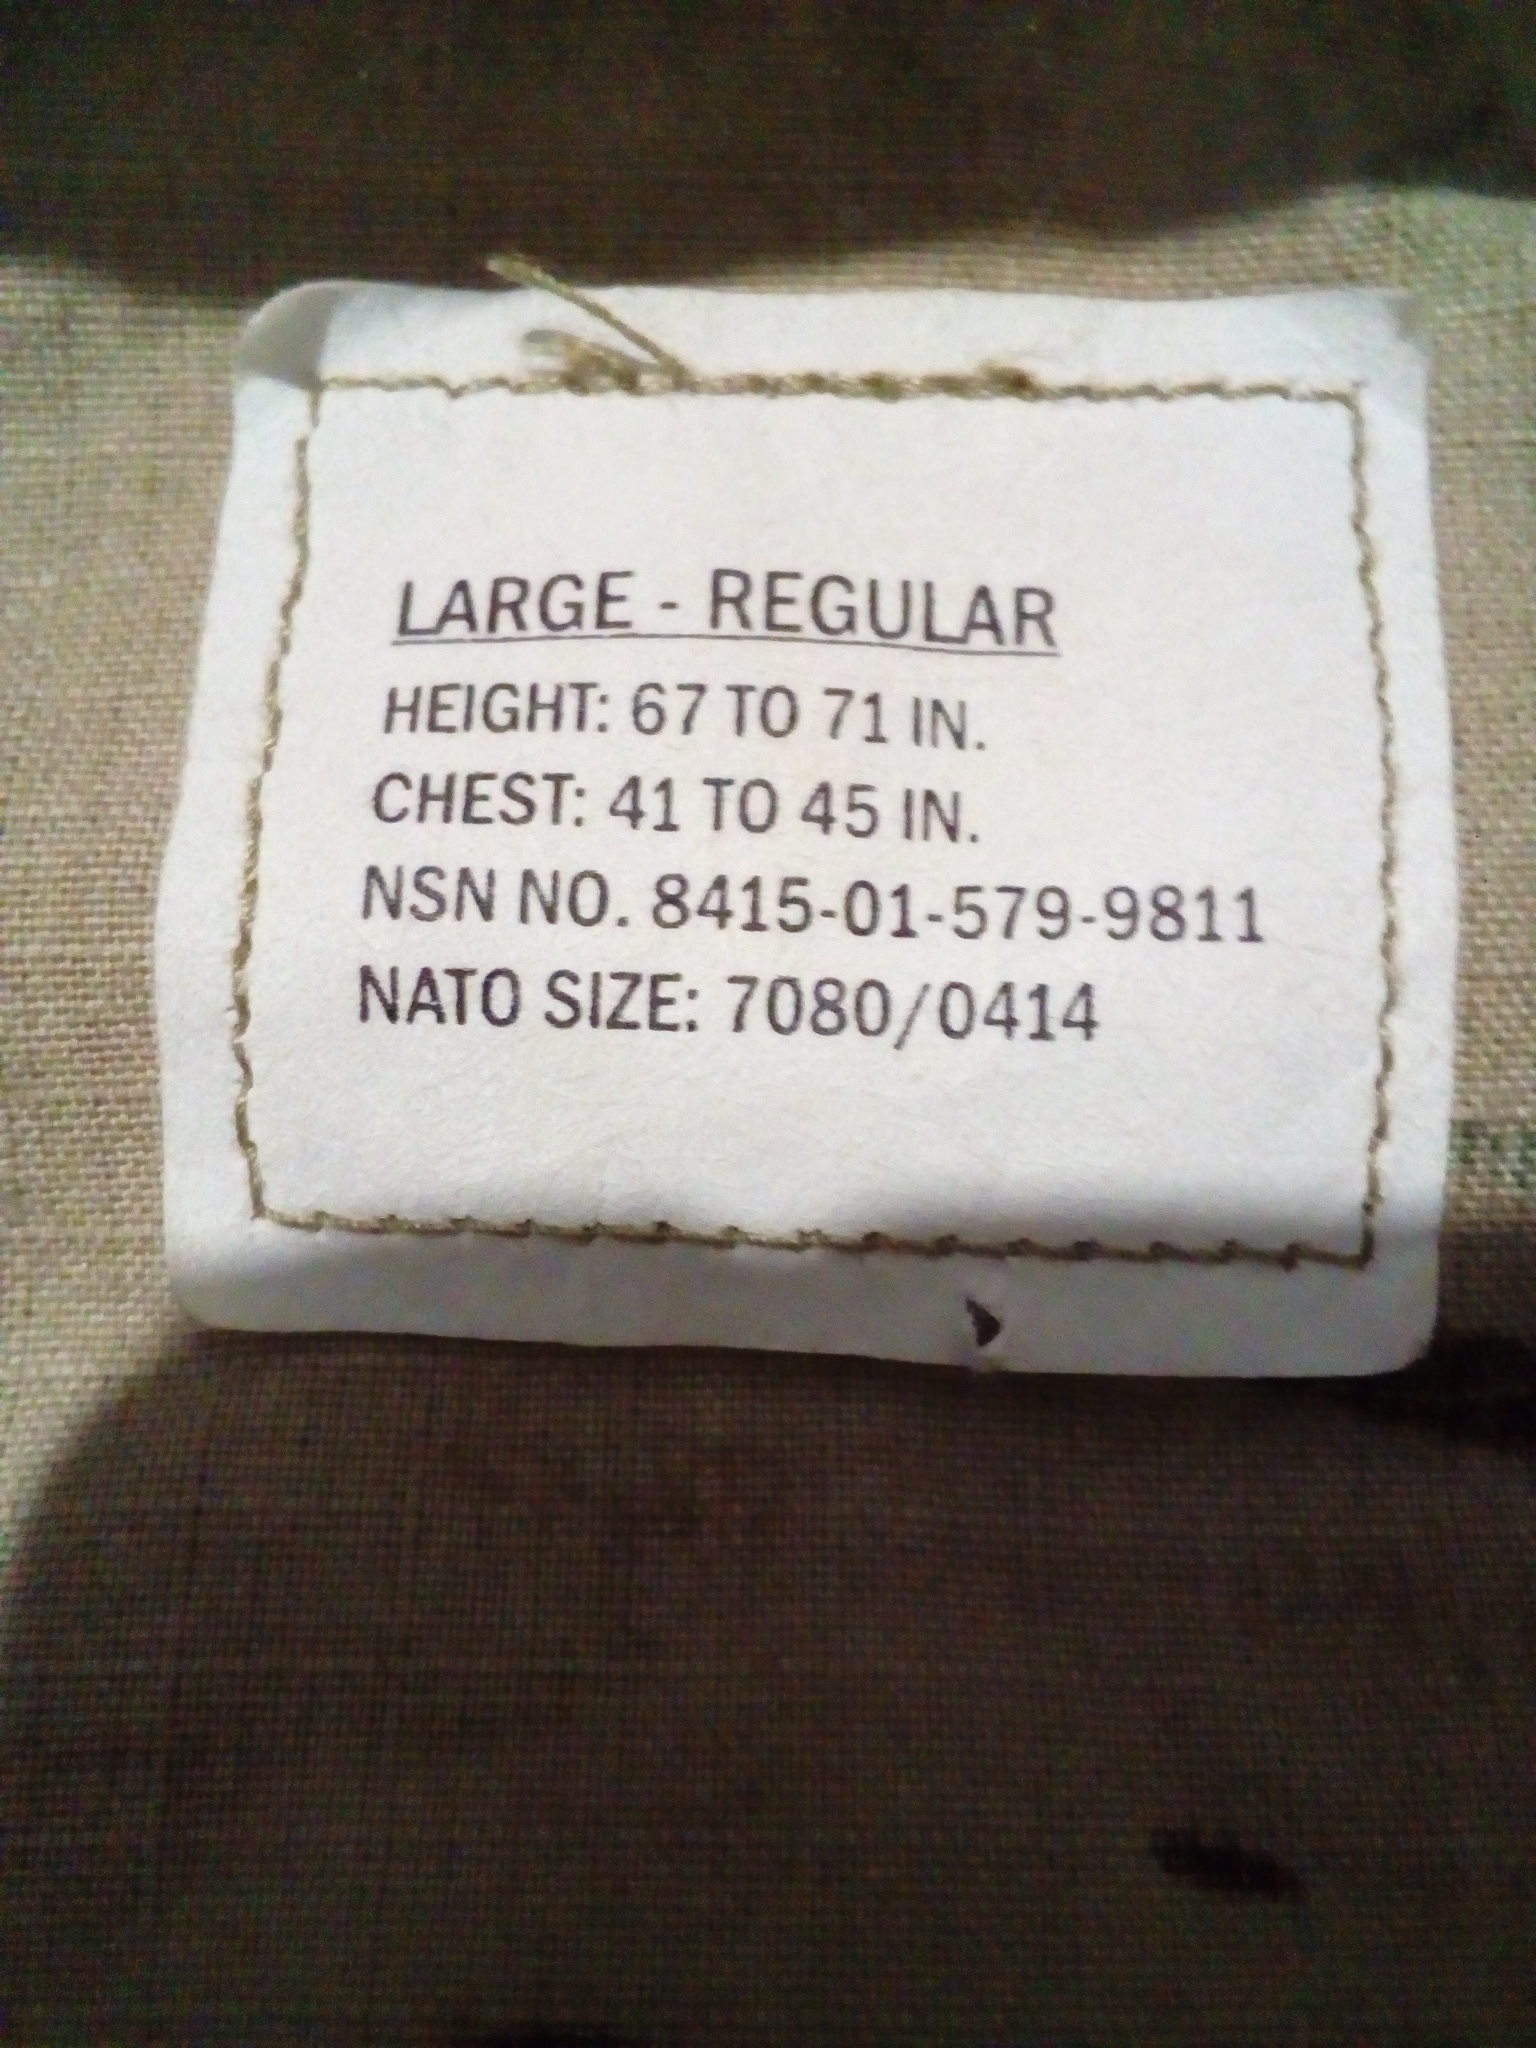 LARGE - REGULAR
HEIGHT: 67 TO 71 IN.
CHEST: 41 TO 45 IN.
NSN NO. 8415-01-579-9811
NATO SIZE: 7080/0414